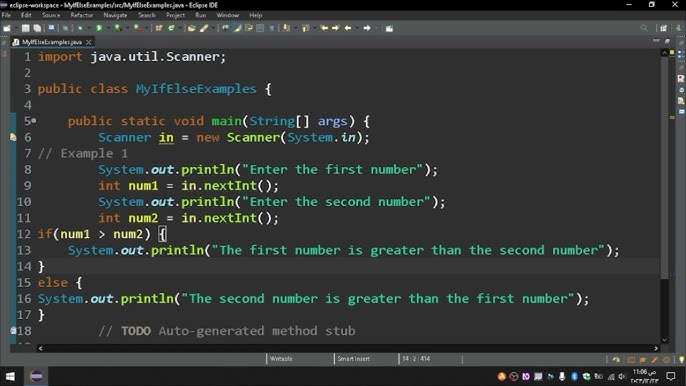 eclipse-workspace - MyIfElseExamples/src/MyIfElseExamples.java - Eclipse IDE
File Edit Source Refactor Navigate Search Project Run Window Help
MyIfElseExamples.java
1 import java.util.Scanner;
2
3 public class MyIfElseExamples {
4
5 public static void main(String[] args) {
6 Scanner in = new Scanner(System.in);
7 // Example 1
8 System.out.println("Enter the first number");
9 int num1 = in.nextInt();
10 System.out.println("Enter the second number");
11 int num2 = in.nextInt();
12 if(num1 > num2) {
13 System.out.println("The first number is greater than the second number");
14 }
15 else {
16 System.out.println("The second number is greater than the first number");
17 }
18 // TODO Auto-generated method stub
Writable Smart Insert 14 : 2 : 414
11:06 ص